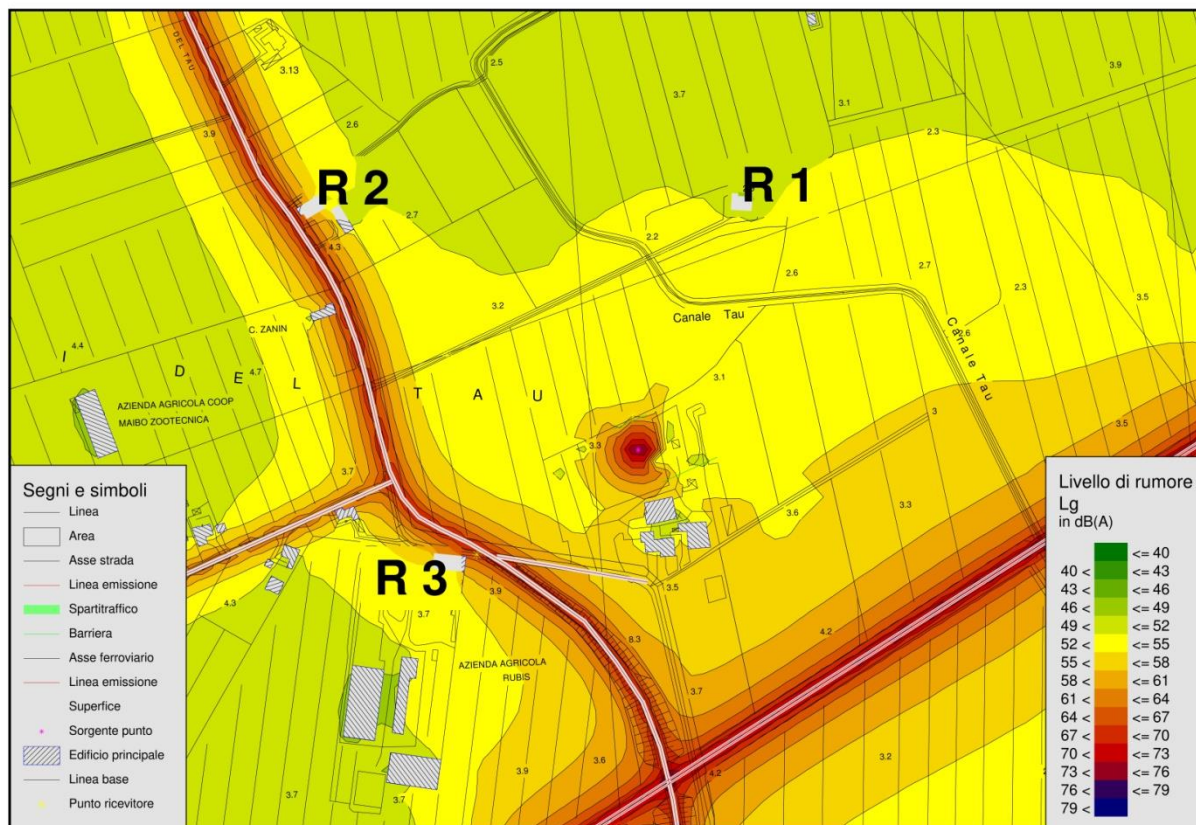 DEL TAU
3.13
2.5
3.7
3.1
3.9
2.3
3.9
2.6
R 2
R 1
2.7
4.3
2.2
2.6
2.7
2.3
3.5
3.2
Canale Tau
Canale Tau
2.6
C. ZANIN
I DEL TAU
4,4
4.7
AZIENDA AGRICOLA COOP
MAIBO ZOOTECNICA
3.1
3
3.5
3.3
3.7
3.3
3.6
R 3
3.9
3.5
4.3
3.7
8.3
4.2
AZIENDA AGRICOLA
RUBIS
3.7
3.2
3.9
3.6
4.2
3.7
3.7
Segni e simboli
Linea
Area
Asse strada
Linea emissione
Spartitraffico
Barriera
Asse ferroviario
Linea emissione
Superfice
Sorgente punto
Edificio principale
Linea base
Punto ricevitore
Livello di rumore
Lg
in dB(A)
<= 40
40 < <= 43
43 < <= 46
46 < <= 49
49 < <= 52
52 < <= 55
55 < <= 58
58 < <= 61
61 < <= 64
64 < <= 67
67 < <= 70
70 < <= 73
73 < <= 76
76 < <= 79
79 <